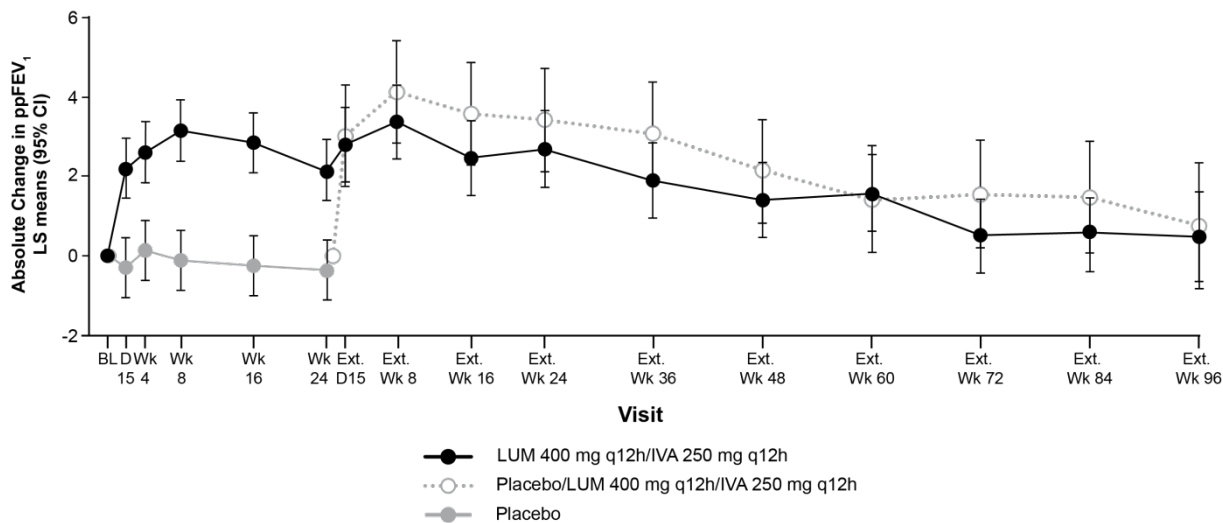 Absolute Change in ppFEV1
LS means (95% CI)
6
4
2
0
-2
BL D Wk Wk Wk Wk Ext. Ext. Ext. Ext. Ext. Ext. Ext. Ext. Ext. Ext.
15 4 8 16 24 D15 Wk 8 Wk 16 Wk 24 Wk 36 Wk 48 Wk 60 Wk 72 Wk 84 Wk 96
Visit
LUM 400 mg q12h/IVA 250 mg q12h
Placebo/LUM 400 mg q12h/IVA 250 mg q12h
Placebo